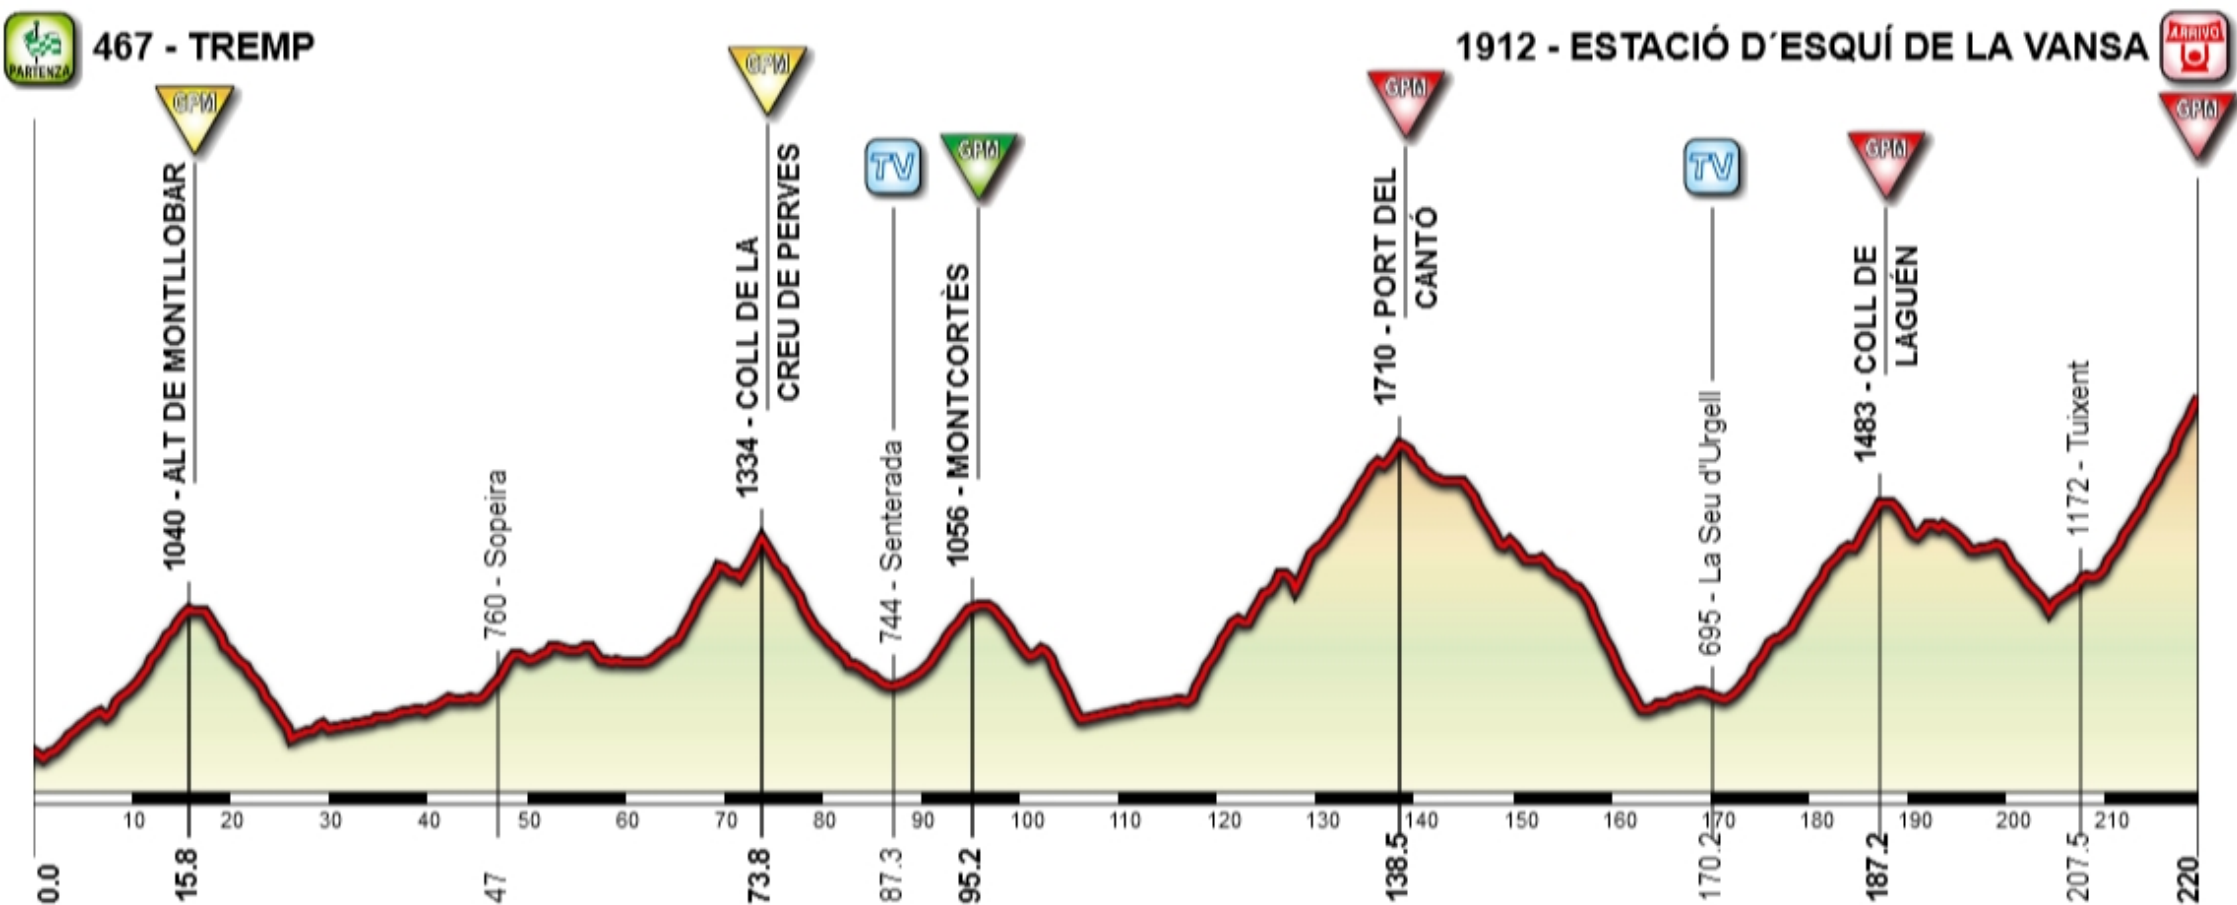 PARTENZA
467 - TREMP
1912 - ESTACIÓ D´ESQUÍ DE LA VANSA
ARRIVO
GPM
GPM
GPM
GPM
GPM
GPM
TV
TV
1040 - ALT DE MONTLLOBAR
760 - Sopeira
1334 - COLL DE LA
CREU DE PERVES
744 - Senterada
1056 - MONTCORTÈS
1710 - PORT DEL
CANTÓ
695 - La Seu d'Urgell
1483 - COLL DE
LAGUÉN
1172 - Tuixent
10 20 30 40 50 60 70 80 90 100 110 120 130 140 150 160 170 180 190 200 210
0.0 15.8 47 73.8 87.3 95.2 138.5 170.2 187.2 207.5 220